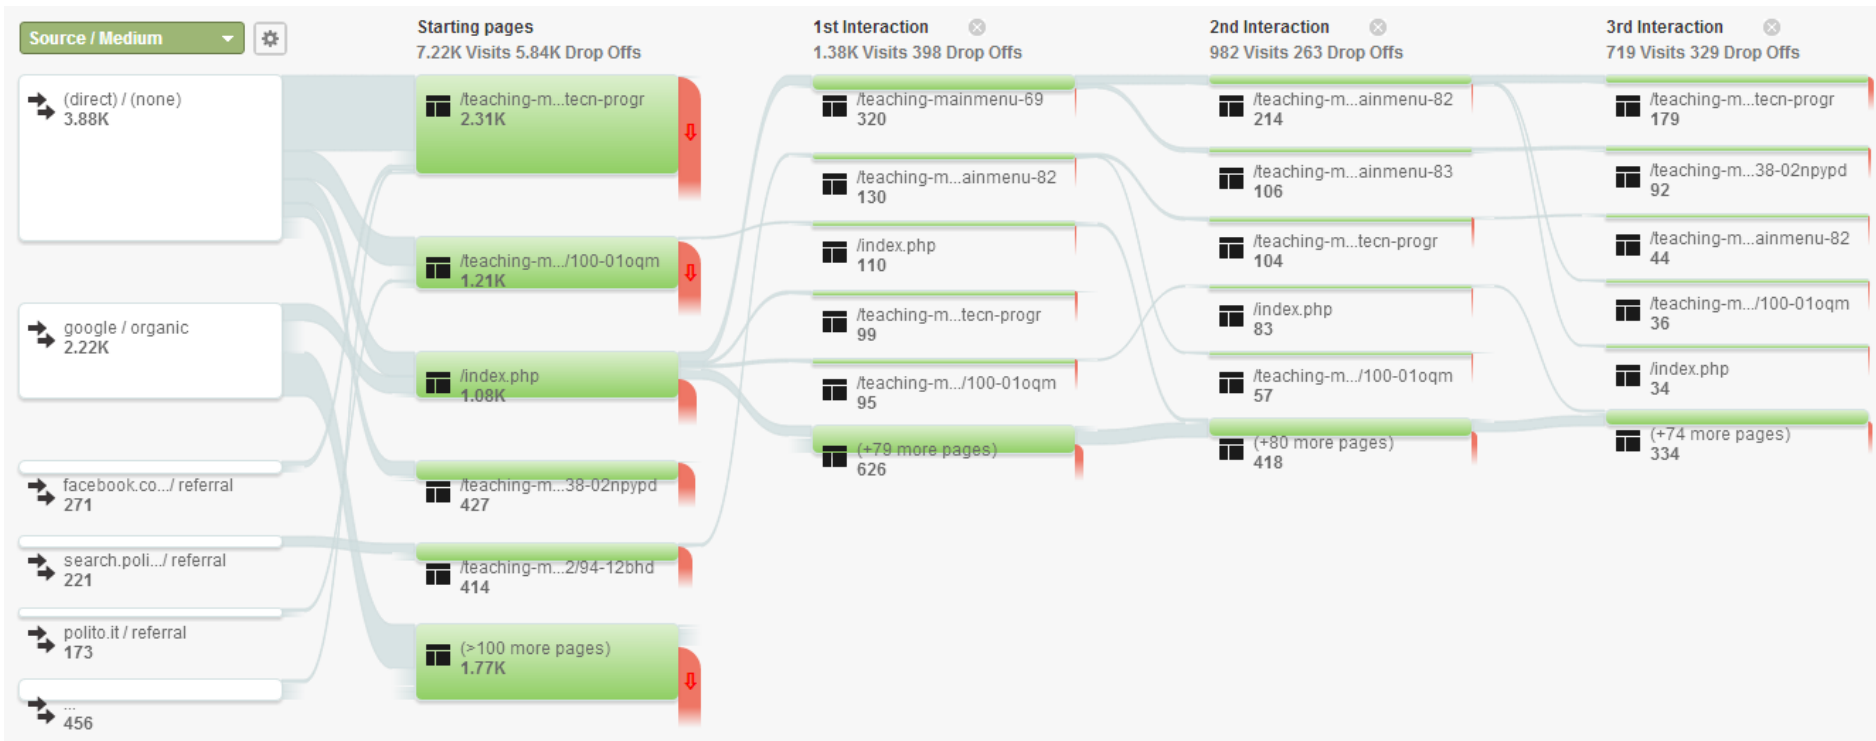 Source / Medium
(direct) / (none)
3.88K
google / organic
2.22K
facebook.co.../ referral
271
search.poli.../ referral
221
polito.it / referral
173
...
456
Starting pages
7.22K Visits 5.84K Drop Offs
/teaching-m...tecn-progr
2.31K
/teaching-m.../100-01oqm
1.21K
/index.php
1.08K
/teaching-m...38-02npypd
427
/teaching-m...2/94-12bhd
414
(>100 more pages)
1.77K
1st Interaction
1.38K Visits 398 Drop Offs
/teaching-mainmenu-69
320
/teaching-m...ainmenu-82
130
/index.php
110
/teaching-m...tecn-progr
99
/teaching-m.../100-01oqm
95
(+79 more pages)
626
2nd Interaction
982 Visits 263 Drop Offs
/teaching-m...ainmenu-82
214
/teaching-m...ainmenu-83
106
/teaching-m...tecn-progr
104
/index.php
83
/teaching-m.../100-01oqm
57
(+80 more pages)
418
3rd Interaction
719 Visits 329 Drop Offs
/teaching-m...tecn-progr
179
/teaching-m...38-02npypd
92
/teaching-m...ainmenu-82
44
/teaching-m.../100-01oqm
36
/index.php
34
(+74 more pages)
334